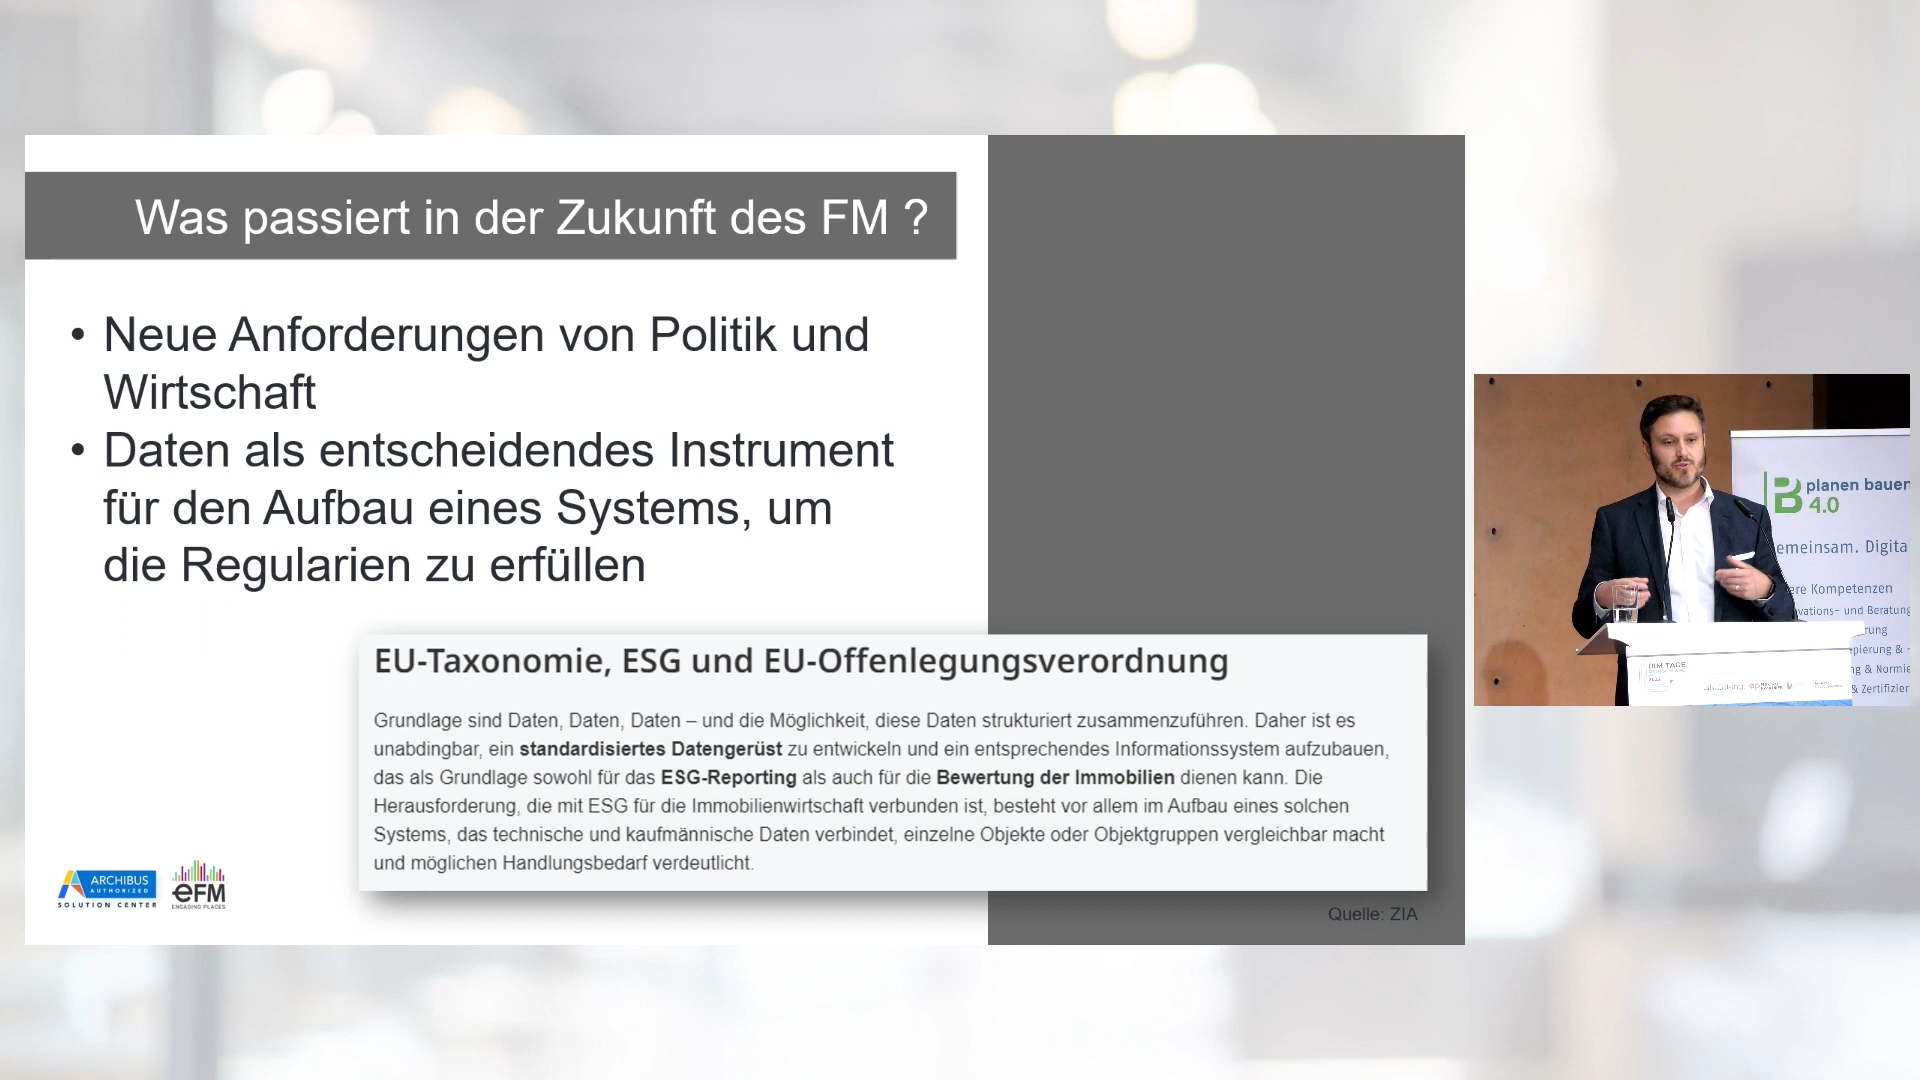 Was passiert in der Zukunft des FM ?
• Neue Anforderungen von Politik und
Wirtschaft
• Daten als entscheidendes Instrument
für den Aufbau eines Systems, um
die Regularien zu erfüllen
EU-Taxonomie, ESG und EU-Offenlegungsverordnung
Grundlage sind Daten, Daten, Daten – und die Möglichkeit, diese Daten strukturiert zusammenzuführen. Daher ist es
unabdingbar, ein standardisiertes Datengerüst zu entwickeln und ein entsprechendes Informationssystem aufzubauen,
das als Grundlage sowohl für das ESG-Reporting als auch für die Bewertung der Immobilien dienen kann. Die
Herausforderung, die mit ESG für die Immobilienwirtschaft verbunden ist, besteht vor allem im Aufbau eines solchen
Systems, das technische und kaufmännische Daten verbindet, einzelne Objekte oder Objektgruppen vergleichbar macht
und möglichen Handlungsbedarf verdeutlicht.
Quelle: ZIA
ARCHIBUS
AUTHORIZED
SOLUTION CENTER
eFM
ENGAGING PLACES
planen bauen
4.0
emeinsam. Digita
ere Kompetenzen
vations- und Beratung
rung
pierung &
ng & Normie
& Zertifizier
BIM-TAGE